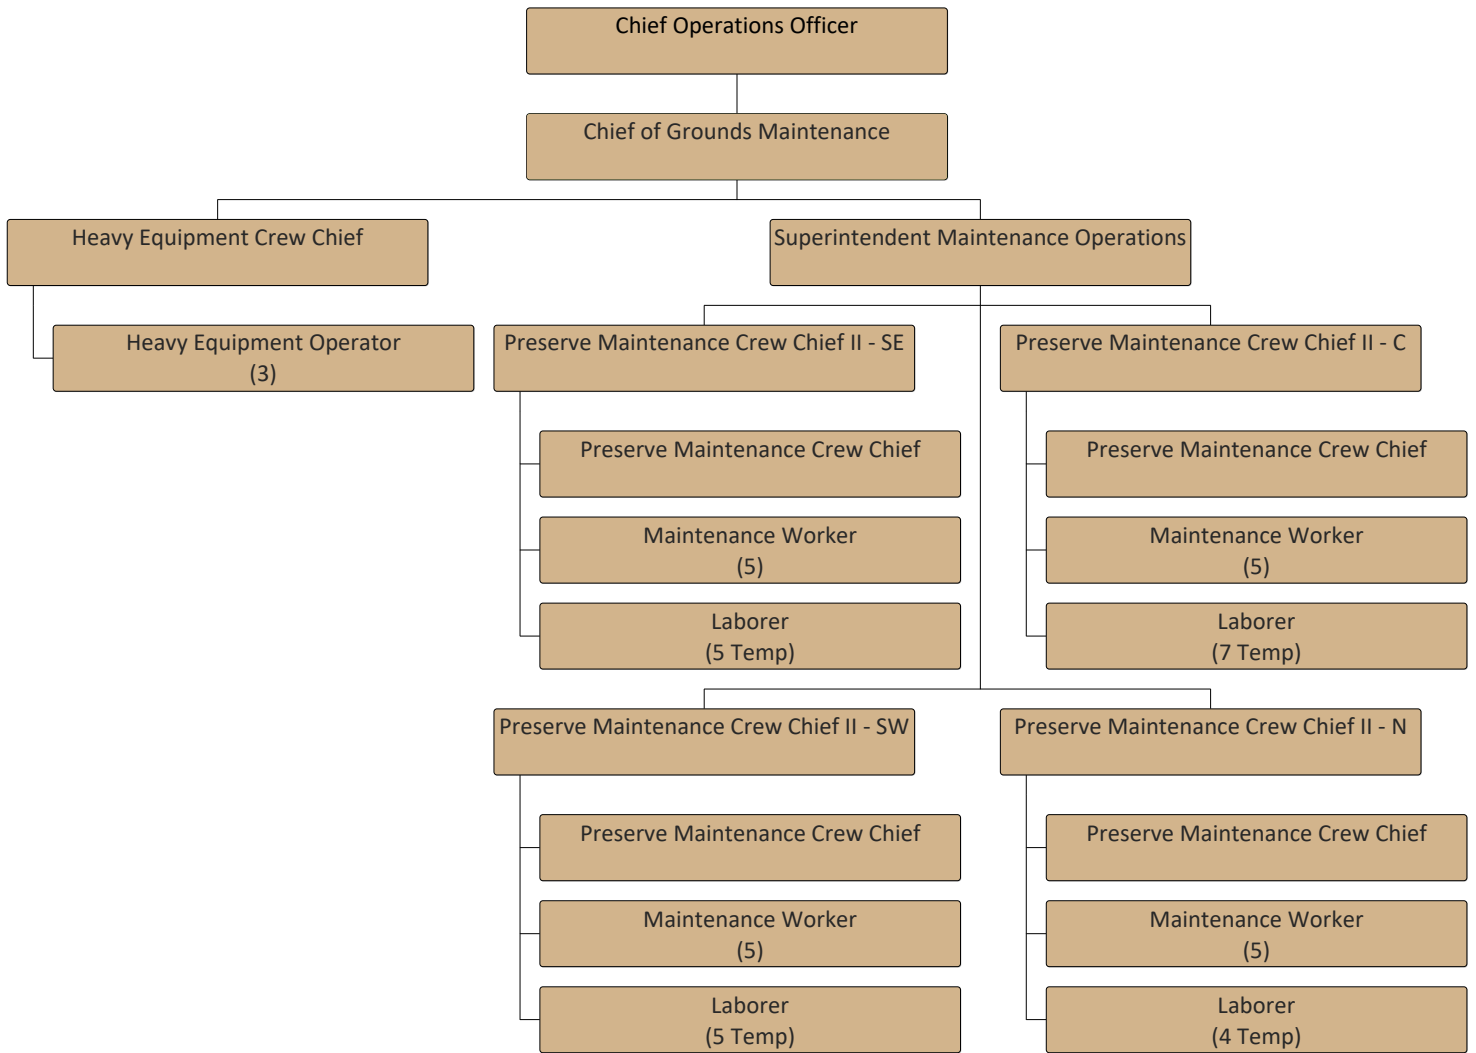 Chief Operations Officer
Chief of Grounds Maintenance
Heavy Equipment Crew Chief
Superintendent Maintenance Operations
Heavy Equipment Operator
(3)
Preserve Maintenance Crew Chief II - SE
Preserve Maintenance Crew Chief II - C
Preserve Maintenance Crew Chief
Preserve Maintenance Crew Chief
Maintenance Worker
(5)
Maintenance Worker
(5)
Laborer
(5 Temp)
Laborer
(7 Temp)
Preserve Maintenance Crew Chief II - SW
Preserve Maintenance Crew Chief II - N
Preserve Maintenance Crew Chief
Preserve Maintenance Crew Chief
Maintenance Worker
(5)
Maintenance Worker
(5)
Laborer
(5 Temp)
Laborer
(4 Temp)